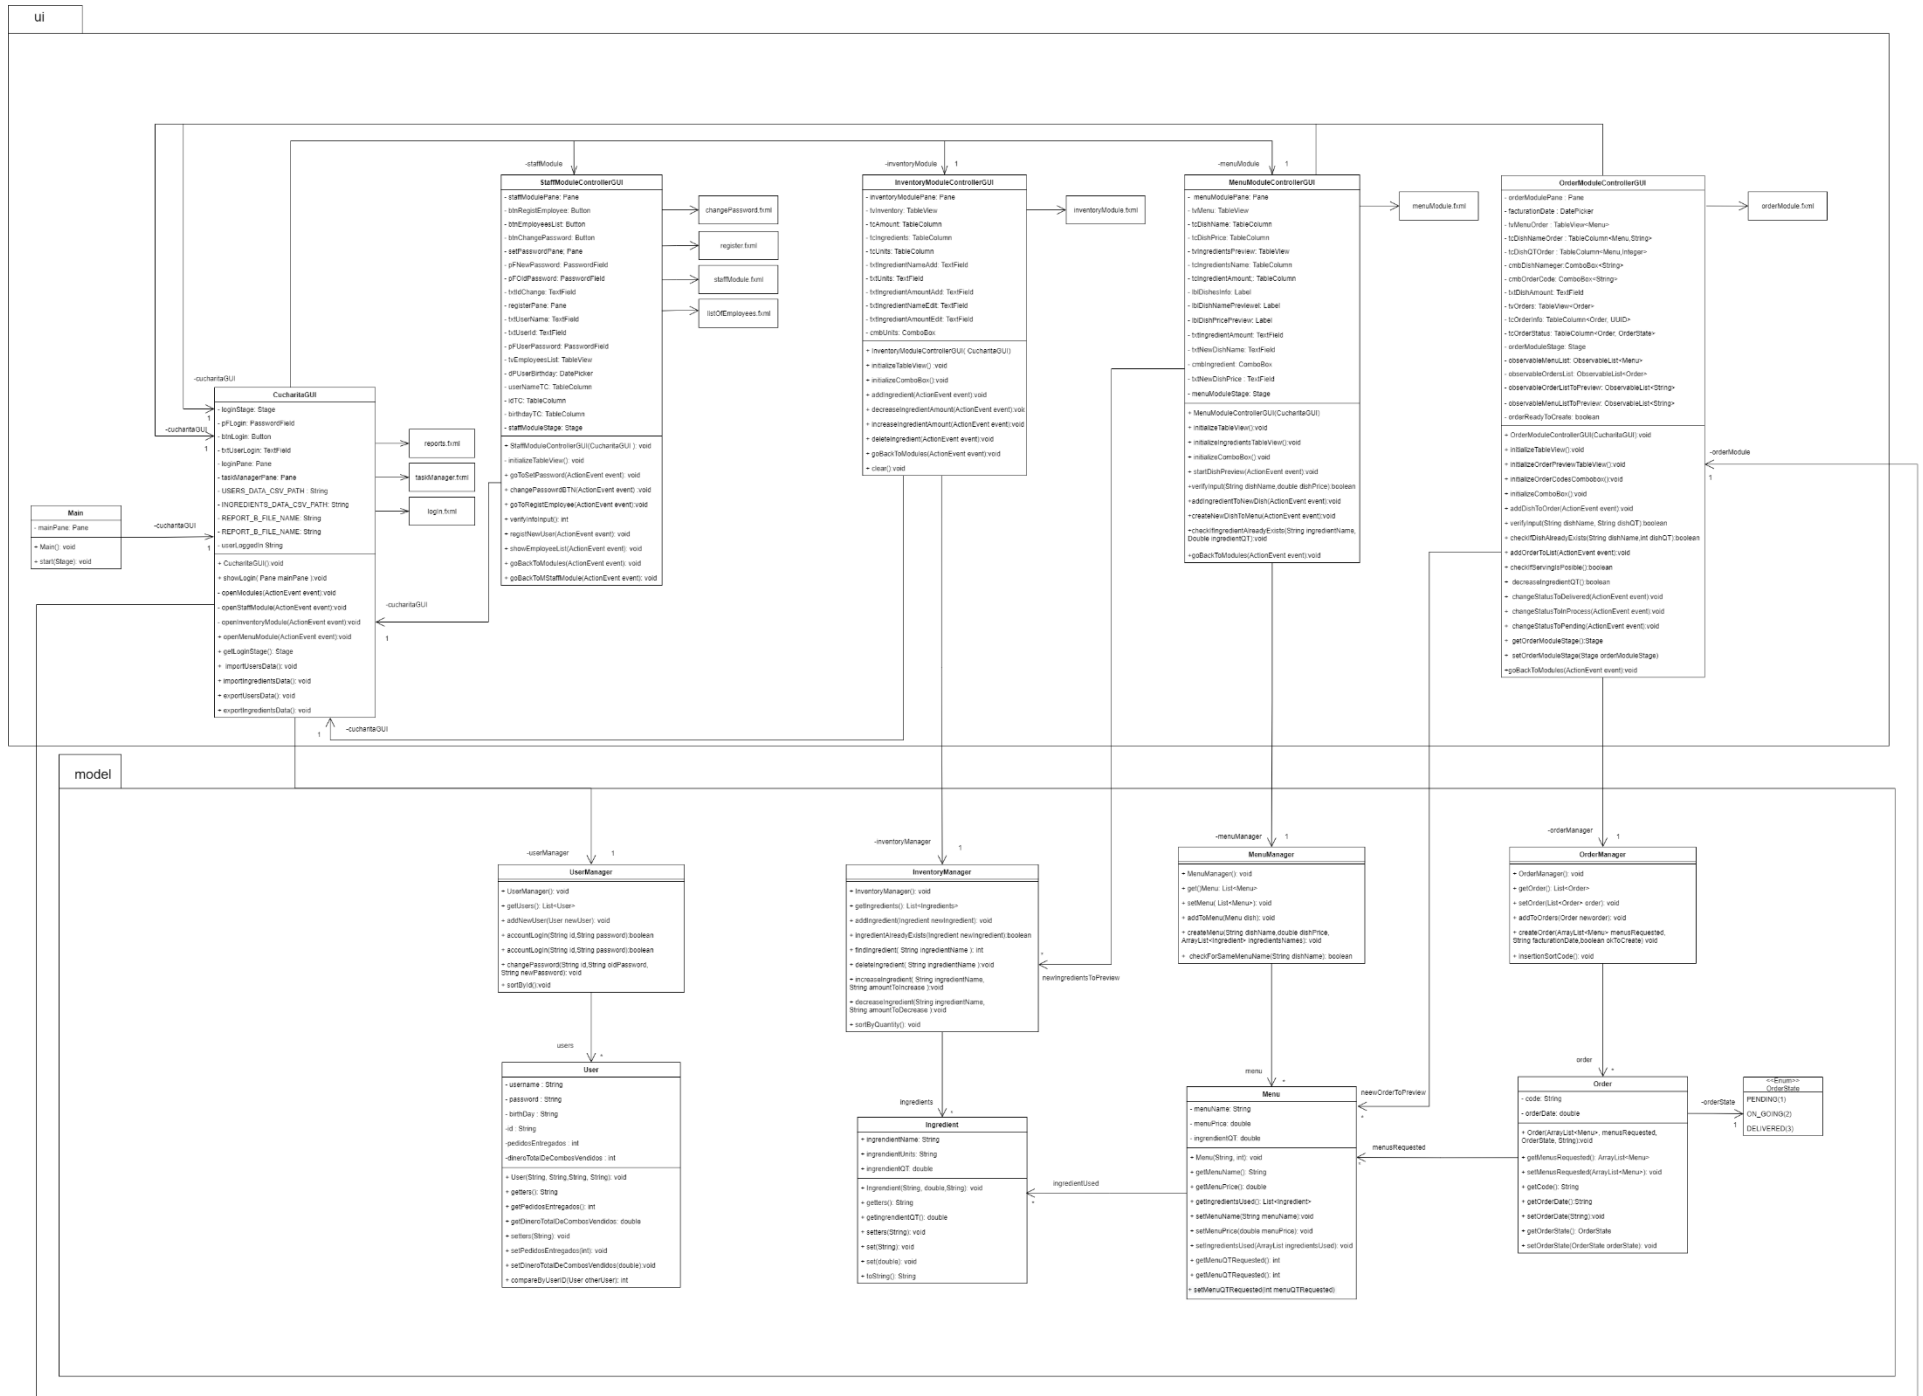 ui
-staffModule
-inventoryModule
1
-menuModule
1
StaffModuleControllerGUI
- staffModulePane: Pane
- btnRegistEmployee: Button
- btnEmployeesList: Button
- btnChangePassword: Button
- setPasswordPane: Pane
- pFNewPassword: PasswordField
- pFOldPassword: PasswordField
- txtIdChange: TextField
- registerPane: Pane
- txtUserName: TextField
- txtUserId: TextField
- pFUserPassword: PasswordField
- tvEmployeesList: TableView
- dPUserBirthday: DatePicker
- userNameTC: TableColumn
- idTC: TableColumn
- birthdayTC: TableColumn
- staffModuleStage: Stage
+ StaffModuleControllerGUI(CucharitaGUI ): void
- initializeTableView(): void
+ goToSetPassword(ActionEvent event): void
+ changePassowrdBTN(ActionEvent event) :void
+ goToRegistEmployee(ActionEvent event):void
+ verifyInfoInput(): int
+ registNewUser(ActionEvent event): void
+ showEmployeeList(ActionEvent event): void
+ goBackToModules(ActionEvent event): void
+ goBackToMStaffModule(ActionEvent event): void
changePassword.fxml
register.fxml
staffModule.fxml
listOfEmployees.fxml
InventoryModuleControllerGUI
- inventoryModulePane: Pane
- tvInventory: TableView
- tcAmount: TableColumn
- tcIngredients: TableColumn
- tcUnits: TableColumn
- txtIngredientNameAdd: TextField
- txtUnits: TextField
- txtIngredientAmountAdd: TextField
- txtIngredientNameEdit: TextField
- txtIngredientAmountEdit: TextField
- cmbUnits: ComboBox
+ InventoryModuleControllerGUI( CucharitaGUI)
+ initializeTableView() :void
+ initializeComboBox():void
+ addIngredient(ActionEvent event):void
+ decreaseIngredientAmount(ActionEvent event):void
+ increaseIngredientAmount(ActionEvent event):void
+ deleteIngredient(ActionEvent event):void
+ goBackToModules(ActionEvent event):void
+ clear():void
inventoryModule.fxml
MenuModuleControllerGUI
- menuModulePane: Pane
- tvMenu: TableView
- tcDishName: TableColumn
- tcDishPrice: TableColumn
- tvIngredientsPreview: TableView
- tcIngredientsName: TableColumn
- tcIngredientAmount,: TableColumn
- lblDishesInfo: Label
- lblDishNamePreviewel: Label
- lblDishPricePreview: Label
- txtIngredientAmount: TextField
- txtNewDishName: TextField
- cmbIngredient: ComboBox
- txtNewDishPrice : TextField
- menuModuleStage: Stage
+ MenuModuleControllerGUI(CucharitaGUI)
+ initializeTableView():void
+ initializeIngredientsTableView():void
+ initializeComboBox():void
+ startDishPreview(ActionEvent event):void
+verifyInput(String dishName,double dishPrice):boolean
+addIngredientToNewDish(ActionEvent event):void
+createNewDishToMenu(ActionEvent event):void
+checkIfIngredientAlreadyExists(String ingredientName,
Double ingredientQT):void
+goBackToModules(ActionEvent event):void
menuModule.fxml
OrderModuleControllerGUI
- orderModulePane : Pane
- facturationDate : DatePicker
- tvMenuOrder : TableView<Menu>
- tcDishNameOrder : TableColumn<Menu,String>
- tcDishQTOrder : TableColumn<Menu,Integer>
- cmbDishNameger:ComboBox<String>
- cmbOrderCode: ComboBox<String>
- txtDishAmount: TextField
- tvOrders: TableView<Order>
- tcOrderInfo: TableColumn<Order, UUID>
- tcOrderStatus: TableColumn<Order, OrderState>
- orderModuleStage: Stage
- observableMenuList: ObservableList<Menu>
- observableOrdersList: ObservableList<Order>
- observableOrderListToPreview: ObservableList<String>
- observableMenuListToPreview: ObservableList<String>
- orderReadyToCreate: boolean
+ OrderModuleControllerGUI(CucharitaGUI):void
+ initializeTableView():void
+ initializeOrderPreviewTableView():void
+ initializeOrderCodesCombobox():void
+ initializeComboBox():void
+ addDishToOrder(ActionEvent event):void
+ verifyInput(String dishName, String dishQT):boolean
+ checkIfDishAlreadyExists(String dishName,int dishQT):boolean
+ addOrderToList(ActionEvent event):void
+ checkIfServingIsPosible():boolean
+ decreaseIngredientQT():boolean
+ changeStatusToDelivered(ActionEvent event):void
+ changeStatusToInProcess(ActionEvent event):void
+ changeStatusToPending(ActionEvent event):void
+ getOrderModuleStage():Stage
+ setOrderModuleStage(Stage orderModuleStage)
+goBackToModules(ActionEvent event):void
orderModule.fxml
-orderModule
1
-cucharitaGUI
1
-cucharitaGUI
1
CucharitaGUI
- loginStage: Stage
- pFLogin: PasswordField
- btnLogin: Button
- txtUserLogin: TextField
- loginPane: Pane
- taskManagerPane: Pane
- USERS_DATA_CSV_PATH : String
- INGREDIENTS_DATA_CSV_PATH: String
- REPORT_B_FILE_NAME: String
- REPORT_B_FILE_NAME: String
- userLoggedIn String
+ CucharitaGUI():void
+ showLogin( Pane mainPane ):void
- openModules(ActionEvent event):void
- openStaffModule(ActionEvent event):void
- openInventoryModule(ActionEvent event):void
+ openMenuModule(ActionEvent event):void
+ getLoginStage(): Stage
+ importUsersData(): void
+ importIngredientsData(): void
+ exportUsersData(): void
+ exportIngredientsData(): void
reports.fxml
taskManager.fxml
login.fxml
Main
- mainPane: Pane
+ Main(): void
+ start(Stage): void
-cucharitaGUI
1
-cucharitaGUI
1
-cucharitaGUI
1
model
-userManager
1
UserManager
+ UserManager(): void
+ getUsers(): List<User>
+ addNewUser(User newUser): void
+ accountLogin(String id,String password):boolean
+ accountLogin(String id,String password):boolean
+ changePassword(String id,String oldPassword,
String newPassword): void
+ sortById():void
-inventoryManager
1
InventoryManager
+ InventoryManager(): void
+ getIngredients(): List<Ingredients>
+ addIngredient(Ingredient newIngredient): void
+ ingredientAlreadyExists(Ingredient newIngredient):boolean
+ findIngredient( String ingredientName ): int
+ deleteIngredient( String ingredientName ):void
+ increaseIngredient( String ingredientName,
String amountToIncrease ):void
+ decreaseIngredient(String ingredientName,
String amountToDecrease ):void
+ sortByQuantity(): void
*
newIngredientsToPreview
-menuManager
1
MenuManager
+ MenuManager(): void
+ get()Menu: List<Menu>
+ setMenu( List<Menu>): void
+ addToMenu(Menu dish): void
+ createMenu(String dishName,double dishPrice,
ArrayList<Ingredient> ingredientsNames): void
+ checkForSameMenuName(String dishName): boolean
-orderManager
1
OrderManager
+ OrderManager(): void
+ getOrder(): List<Order>
+ setOrder(List<Order> order): void
+ addToOrders(Order neworder): void
+ createOrder(ArrayList<Menu> menusRequested,
String facturationDate,boolean okToCreate) void
+ insertionSortCode(): void
users
*
User
- username : String
- password : String
- birthDay : String
-id : String
-pedidosEntregados : int
-dineroTotalDeCombosVendidos : int
+ User(String, String,String, String): void
+ getters(): String
+ getPedidosEntregados(): int
+ getDineroTotalDeCombosVendidos: double
+ setters(String): void
+ setPedidosEntregados(int): void
+ setDineroTotalDeCombosVendidos(double):void
+ compareByUserID(User otherUser): int
ingredients
*
Ingredient
+ ingrendientName: String
+ ingrendientUnits: String
+ ingrendientQT: double
+ Ingrendient(String, double,String): void
+ getters(): String
+ getIngrendientQT(): double
+ setters(String): void
+ set(String): void
+ set(double): void
+ toString(): String
ingredientUsed
*
menu
*
Menu
- menuName: String
- menuPrice: double
- ingrendientQT: double
+ Menu(String, int): void
+ getMenuName(): String
+ getMenuPrice(): double
+ getIngredientsUsed(): List<Ingredient>
+ setMenuName(String menuName):void
+ setMenuPrice(double menuPrice): void
+ setIngredientsUsed(ArrayList ingredientsUsed): void
+ getMenuQTRequested(): int
+ getMenuQTRequested(): int
+ setMenuQTRequested(int menuQTRequested)
neewOrderToPreview
*
menusRequested
*
order
*
Order
- code: String
- orderDate: double
+ Order(ArrayList<Menu>, menusRequested,
OrderState, String):void
+ getMenusRequested(): ArrayList<Menu>
+ setMenusRequested(ArrayList<Menu>): void
+ getCode(): String
+ getOrderDate():String
+ setOrderDate(String):void
+ getOrderState(): OrderState
+ setOrderState(OrderState orderState): void
-orderState
1
<<Enum>>
OrderState
PENDING(1)
ON_GOING(2)
DELIVERED(3)